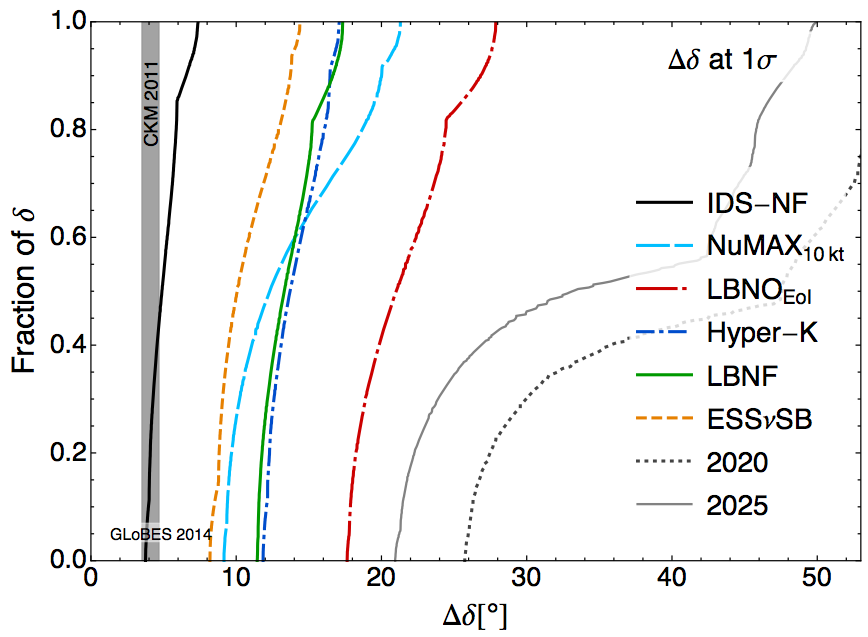 1.0
0.8
0.6
0.4
0.2
0.0
Fraction of δ
CKM 2011
GLoBES 2014
Δδ at 1σ
IDS−NF
NuMAX10 kt
LBNOEoI
Hyper−K
LBNF
ESSνSB
2020
2025
0 10 20 30 40 50
Δδ[°]